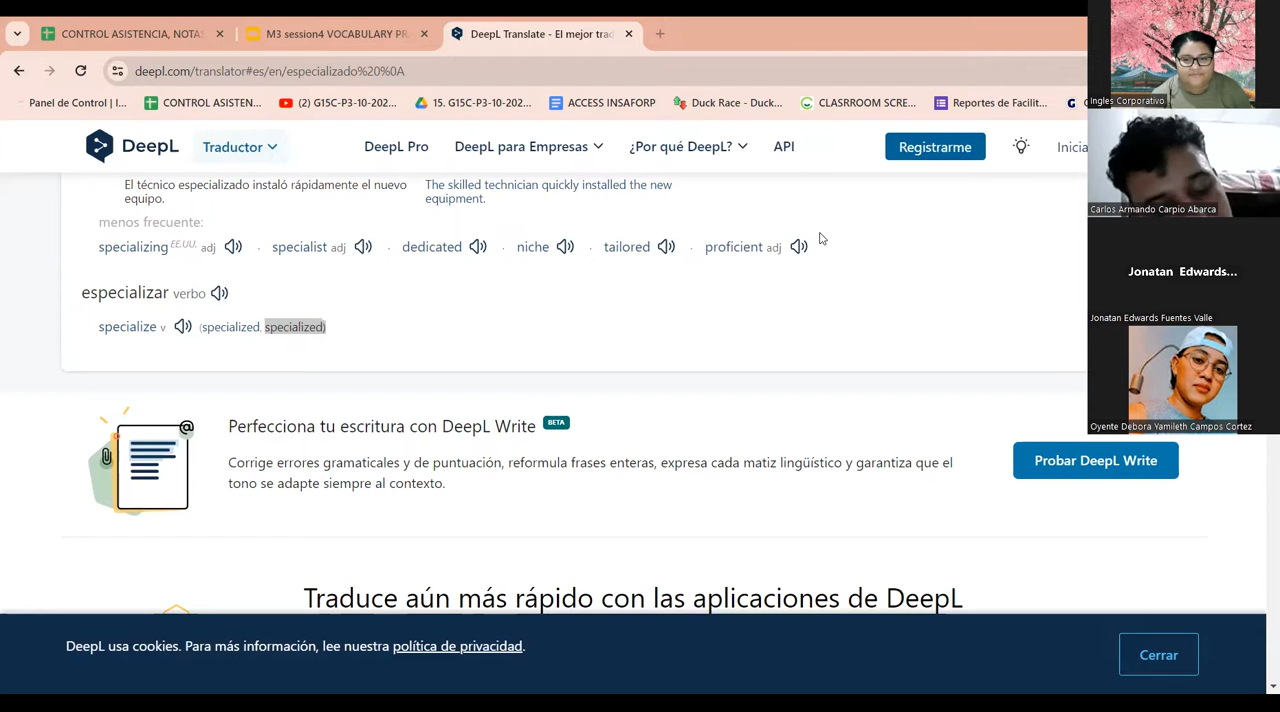 CONTROL ASISTENCIA, NOTAS
M3 session4 VOCABULARY PR
DeepL Translate - El mejor trad
deepl.com/translator#es/en/especializado%20%0A
Panel de Control | I...
CONTROL ASISTEN...
(2) G15C-P3-10-202...
15. G15C-P3-10-202...
ACCESS INSAFORP
Duck Race - Duck...
CLASRROOM SCRE...
Reportes de Facilit...
DeepL
Traductor
DeepL Pro
DeepL para Empresas
¿Por qué DeepL?
API
Registrarme
Inicia
El técnico especializado instaló rápidamente el nuevo
equipo.
The skilled technician quickly installed the new
equipment.
menos frecuente:
specializing EE.UU. adj · specialist adj · dedicated · niche · tailored · proficient adj
especializar verbo
specialize v (specialized, specialized)
Perfecciona tu escritura con DeepL Write BETA
Corrige errores gramaticales y de puntuación, reformula frases enteras, expresa cada matiz lingüístico y garantiza que el
tono se adapte siempre al contexto.
Probar DeepL Write
Traduce aún más rápido con las aplicaciones de DeepL
DeepL usa cookies. Para más información, lee nuestra política de privacidad.
Cerrar
Ingles Corporativo
Carlos Armando Carpio Abarca
Jonatan Edwards...
Jonatan Edwards Fuentes Valle
Oyente Debora Yamileth Campos Cortez